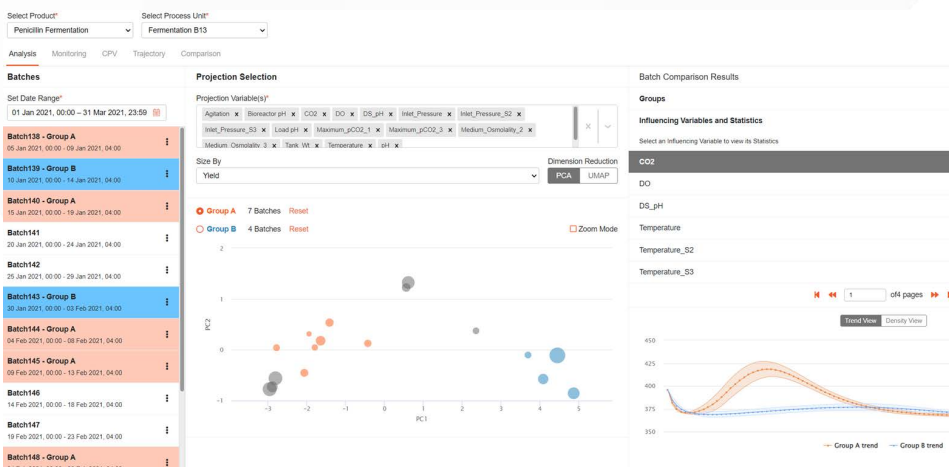 Select Product*
Select Process Unit*
Penicillin Fermentation
Fermentation B13
Analysis Monitoring CPV Trajectory Comparison
Batches
Set Date Range*
01 Jan 2021, 00:00 – 31 Mar 2021, 23:59
Batch138 - Group A
05 Jan 2021, 00:00 - 09 Jan 2021, 04:00
Batch139 - Group B
10 Jan 2021, 00:00 - 14 Jan 2021, 04:00
Batch140 - Group A
15 Jan 2021, 00:00 - 19 Jan 2021, 04:00
Batch141
20 Jan 2021, 00:00 - 24 Jan 2021, 04:00
Batch142
25 Jan 2021, 00:00 - 29 Jan 2021, 04:00
Batch143 - Group B
30 Jan 2021, 00:00 - 03 Feb 2021, 04:00
Batch144 - Group A
04 Feb 2021, 00:00 - 08 Feb 2021, 04:00
Batch145 - Group A
09 Feb 2021, 00:00 - 13 Feb 2021, 04:00
Batch146
14 Feb 2021, 00:00 - 18 Feb 2021, 04:00
Batch147
19 Feb 2021, 00:00 - 23 Feb 2021, 04:00
Batch148 - Group A
Projection Selection
Projection Variable(s)*
Agitation x Bioreactor pH x CO2 x DO x DS_pH x Inlet_Pressure x Inlet_Pressure_S2 x
Inlet_Pressure_S3 x Load pH x Maximum_pCO2_1 x Maximum_pCO2_3 x Medium_Osmolality_2 x
Medium_Osmolality_3 x Tank_Wt x Temperature x pH x
Size By
Dimension Reduction
Yield
PCA UMAP
Group A 7 Batches Reset
Group B 4 Batches Reset
Zoom Mode
2
1
0
-1
PC2
-3 -2 -1 0 1 2 3 4 5
PC1
Batch Comparison Results
Groups
Influencing Variables and Statistics
Select an Influencing Variable to view its Statistics
CO2
DO
DS_pH
Temperature
Temperature_S2
Temperature_S3
1 of4 pages
Trend View Density View
450
425
400
375
350
Group A trend Group B trend